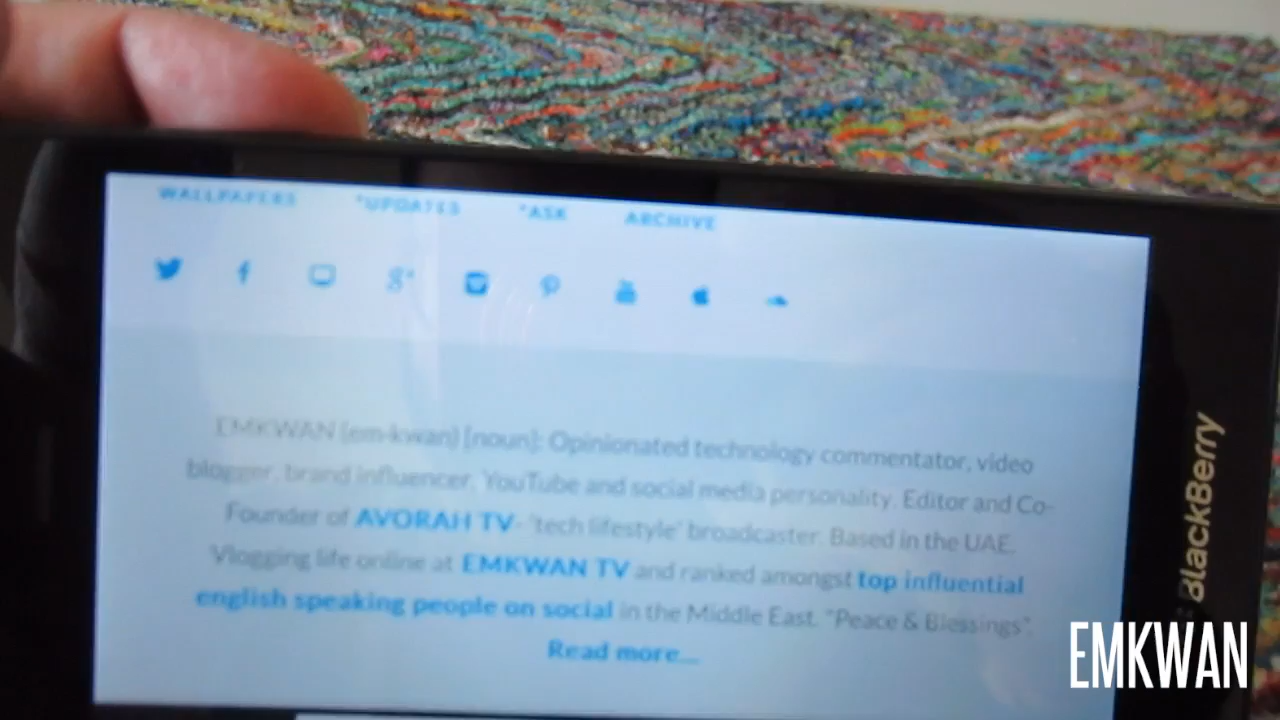 WALLPAPERS *UPDATES *ASK ARCHIVE
g+
EMKWAN (em-kwan) [noun]: Opinionated technology commentator, video
blogger, brand influencer, YouTube and social media personality. Editor and Co-
Founder of AVORAH TV- 'tech lifestyle' broadcaster. Based in the UAE.
Vlogging life online at EMKWAN TV and ranked amongst top influential
english speaking people on social in the Middle East. "Peace & Blessings".
Read more...
BlackBerry
EMKWAN